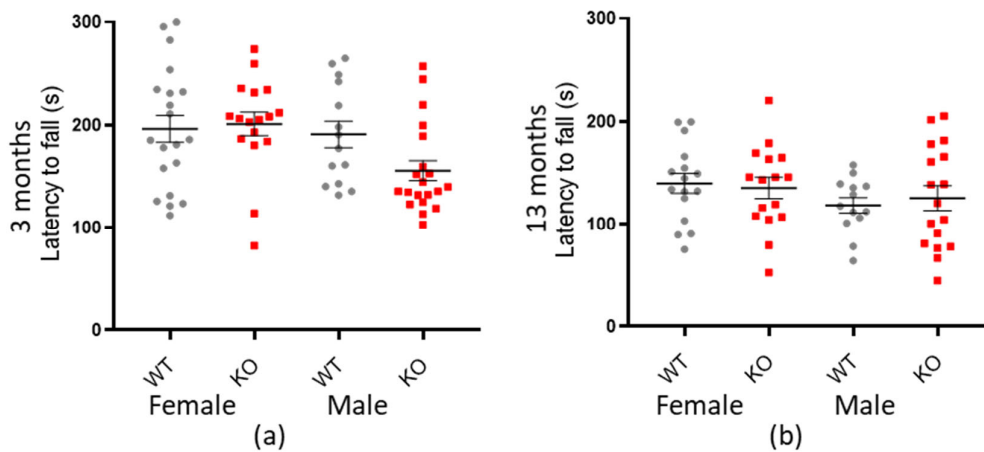 3 months
Latency to fall (s)
300
200
100
0
WT
KO
WT
KO
Female
Male
(a)
13 months
Latency to fall (s)
300
200
100
0
WT
KO
WT
KO
Female
Male
(b)